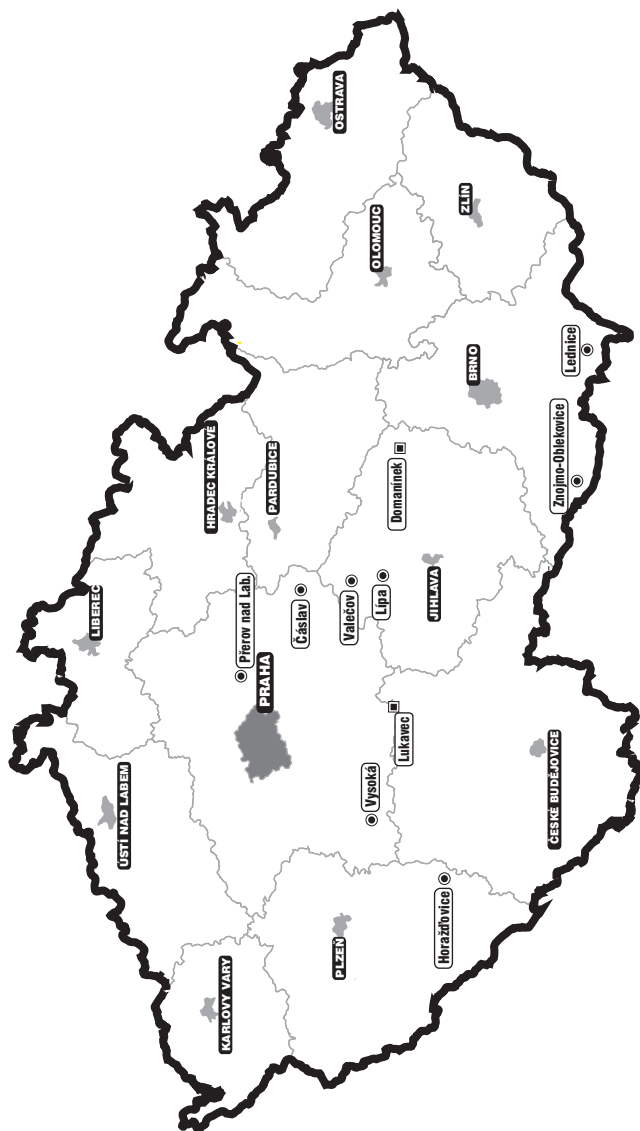 LIBEREC
ÚSTÍ NAD LABEM
KARLOVY VARY
HRADEC KRÁLOVÉ
PARDUBICE
Přerov nad Lab.
PRAHA
OSTRAVA
Čáslav
PLZEŇ
Valečov
Vysoká
OLOMOUC
Lípa
Domanínek
Lukavec
JIHLAVA
Horažďovice
ZLÍN
BRNO
ČESKÉ BUDĚJOVICE
Znojmo-Oblekovice
Lednice